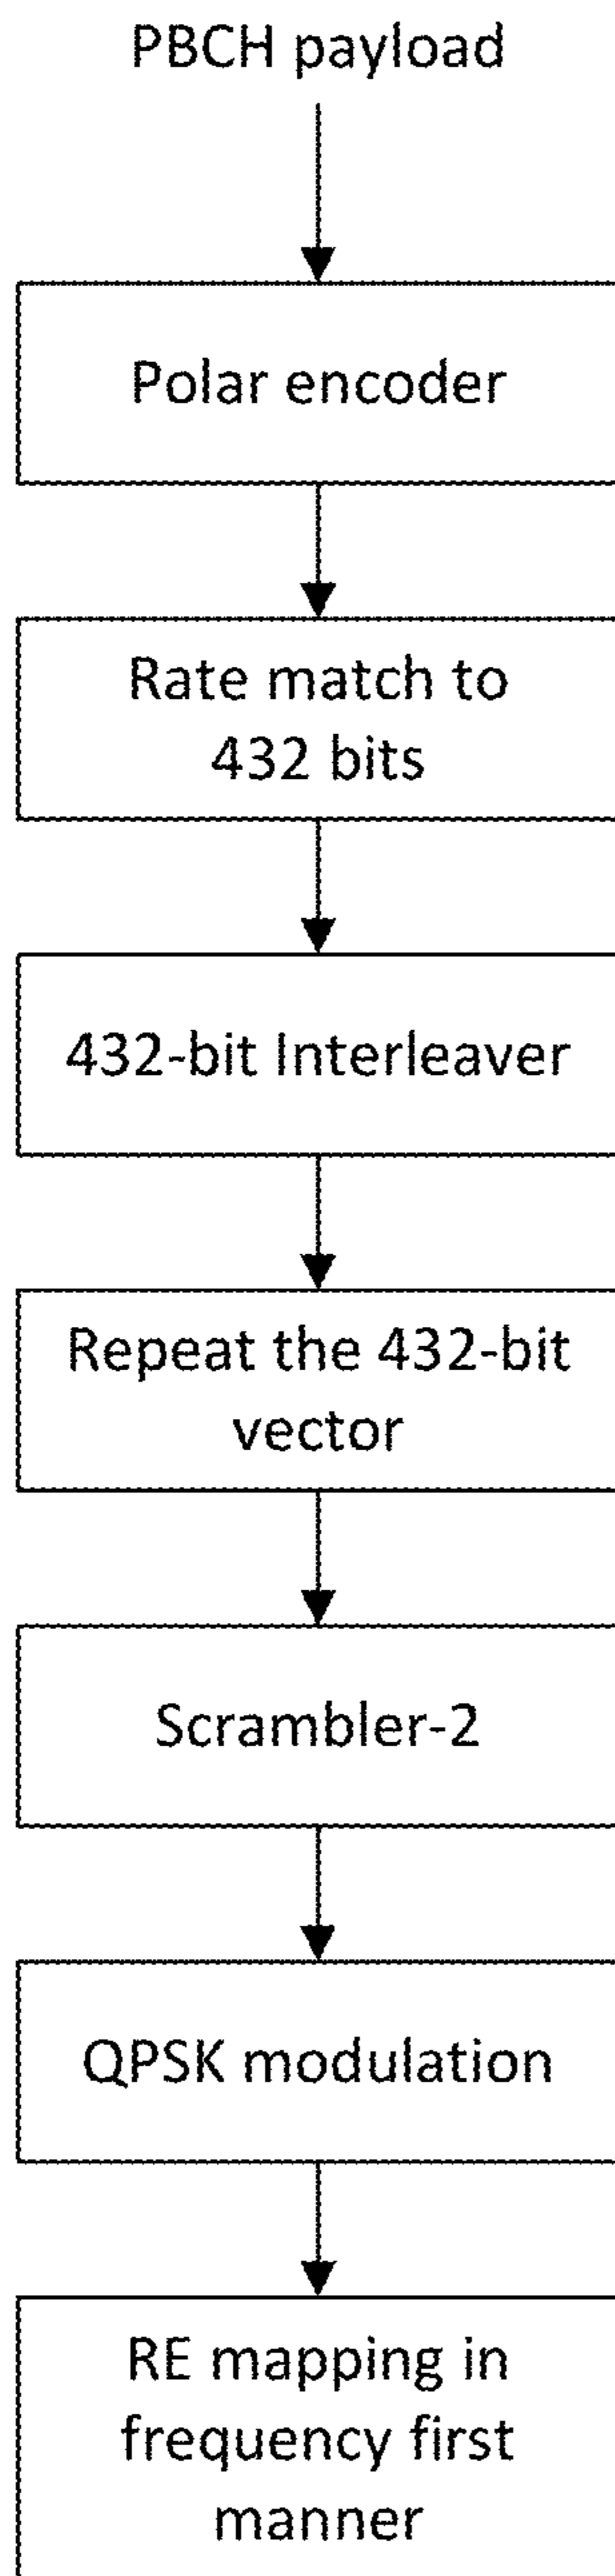 PBCH payload
Polar encoder
Rate match to
432 bits
432-bit Interleaver
Repeat the 432-bit
vector
Scrambler-2
QPSK modulation
RE mapping in
frequency first
manner